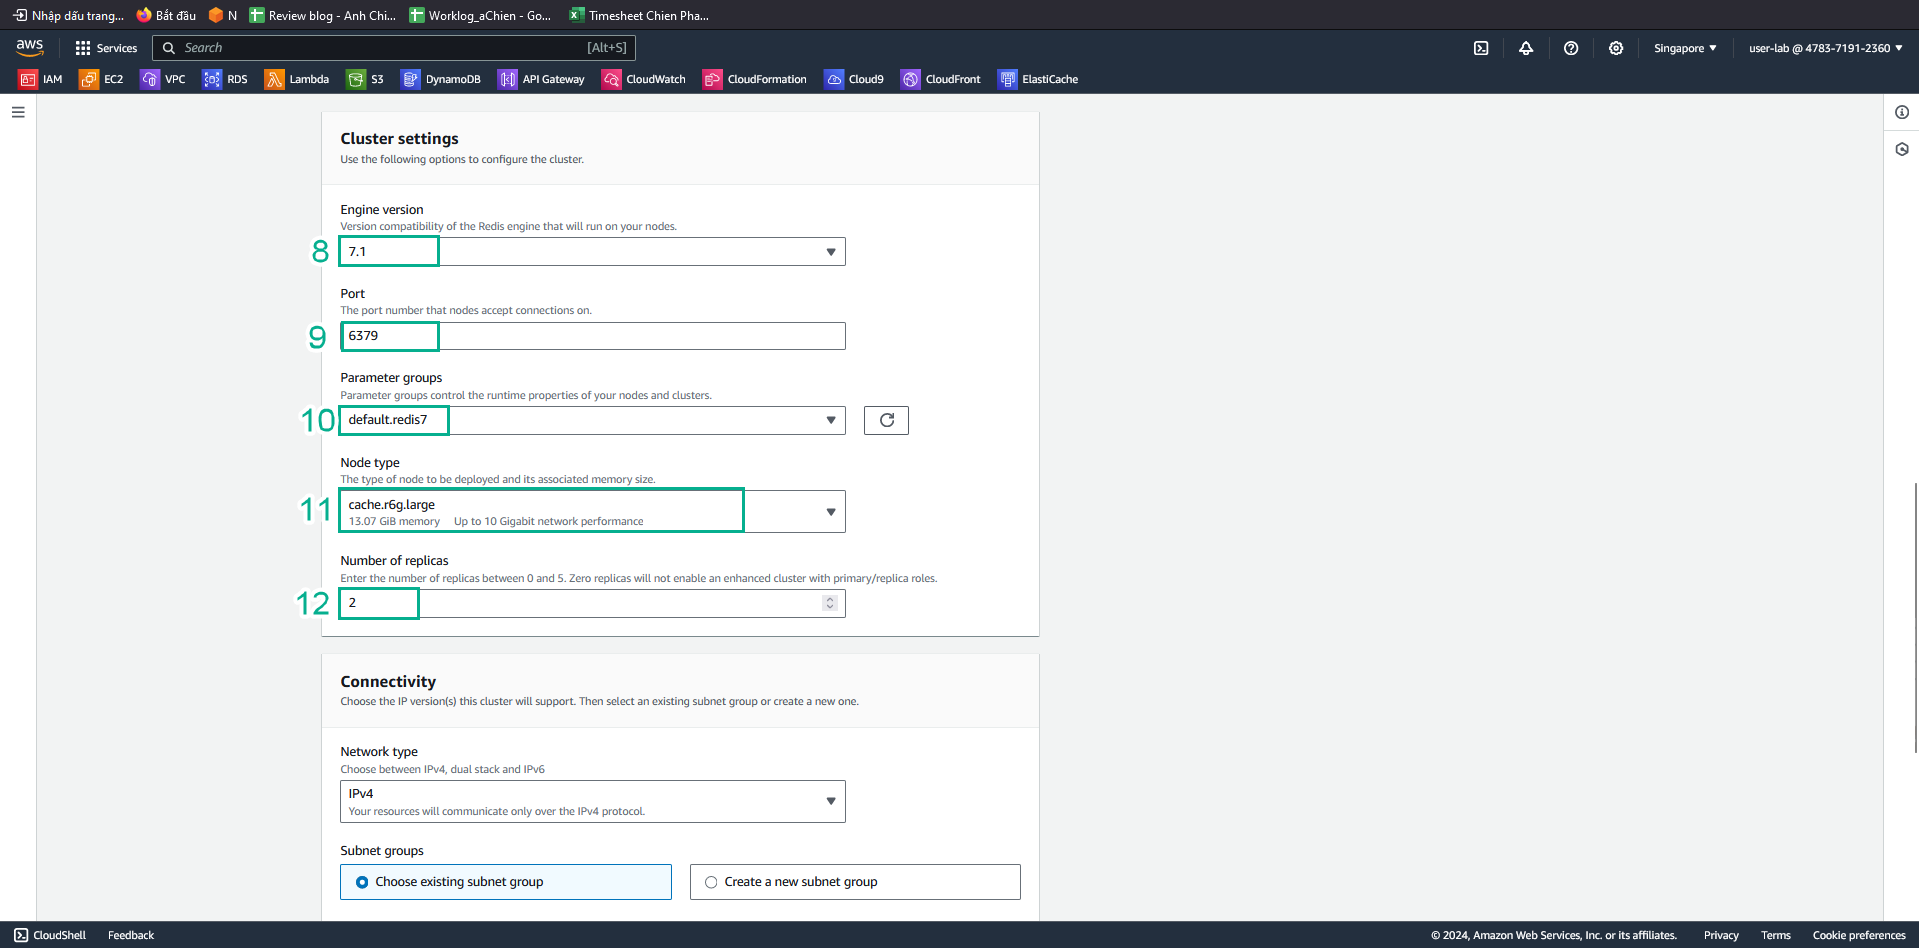 Nhập dấu trang... Bắt đầu N Review blog - Anh Chi... Worklog_aChien - Go... Timesheet Chien Pha...
aws Services Search [Alt+S] Singapore user-lab @ 4783-7191-2360
IAM EC2 VPC RDS Lambda S3 DynamoDB API Gateway CloudWatch CloudFormation Cloud9 CloudFront ElastiCache
Cluster settings
Use the following options to configure the cluster.
Engine version
Version compatibility of the Redis engine that will run on your nodes.
8 7.1
Port
The port number that nodes accept connections on.
9 6379
Parameter groups
Parameter groups control the runtime properties of your nodes and clusters.
10 default.redis7
Node type
The type of node to be deployed and its associated memory size.
11 cache.r6g.large
13.07 GiB memory Up to 10 Gigabit network performance
Number of replicas
Enter the number of replicas between 0 and 5. Zero replicas will not enable an enhanced cluster with primary/replica roles.
12 2
Connectivity
Choose the IP version(s) this cluster will support. Then select an existing subnet group or create a new one.
Network type
Choose between IPv4, dual stack and IPv6
IPv4
Your resources will communicate only over the IPv4 protocol.
Subnet groups
Choose existing subnet group Create a new subnet group
CloudShell Feedback © 2024, Amazon Web Services, Inc. or its affiliates. Privacy Terms Cookie preferences